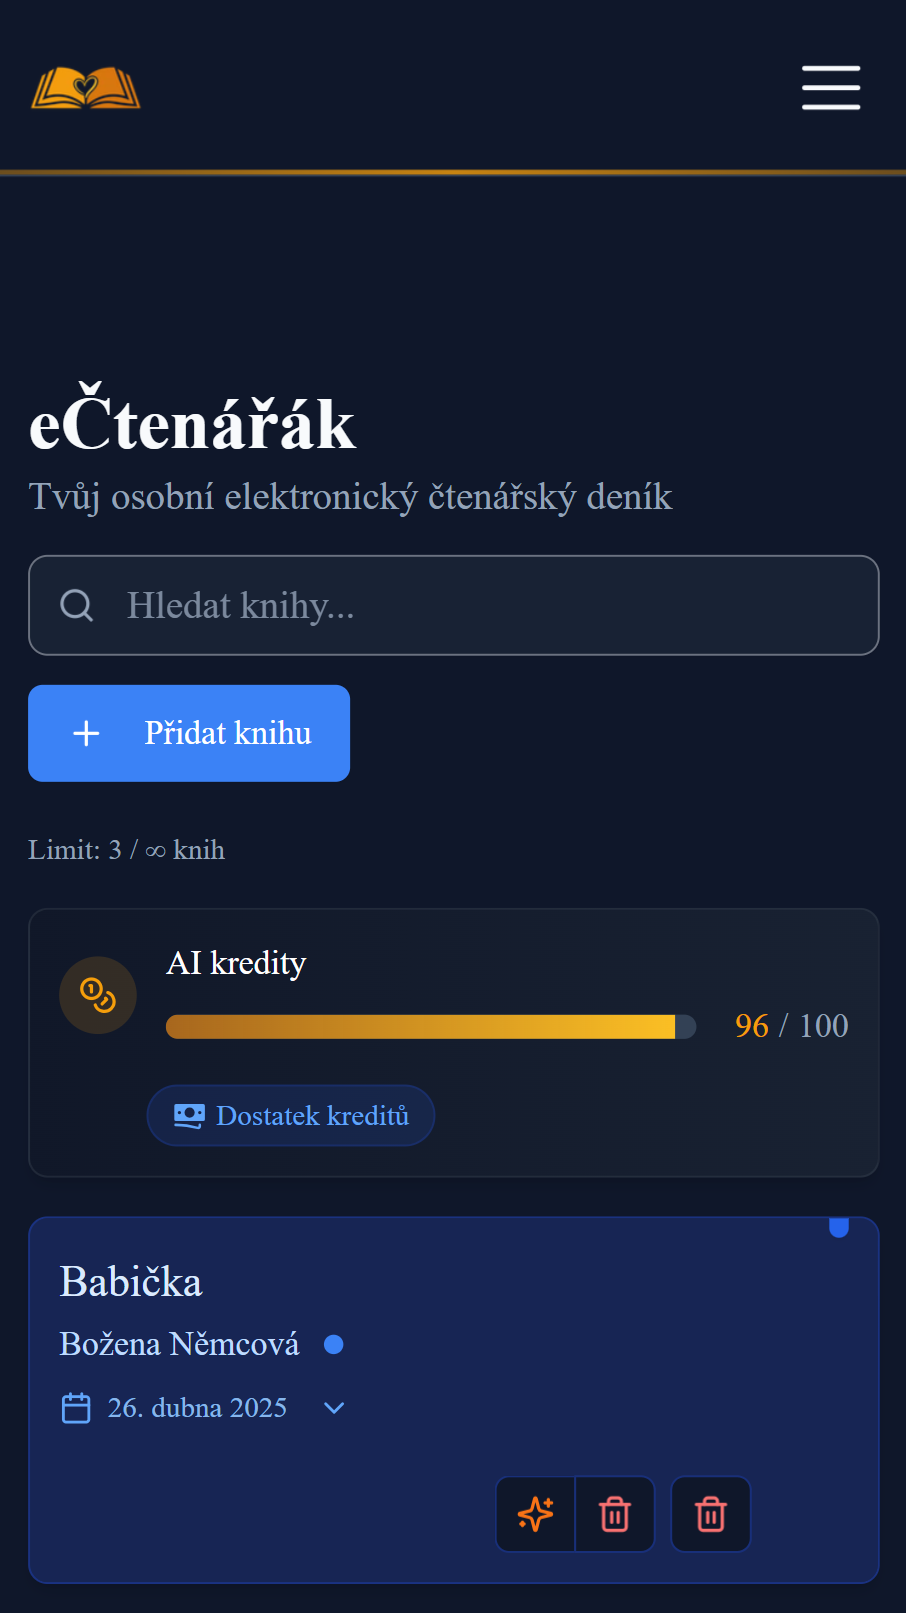 eČtenářák
Tvůj osobní elektronický čtenářský deník
Hledat knihy...
Přidat knihu
Limit: 3 / ∞ knih
AI kredity
96 / 100
Dostatek kreditů
Babička
Božena Němcová
26. dubna 2025